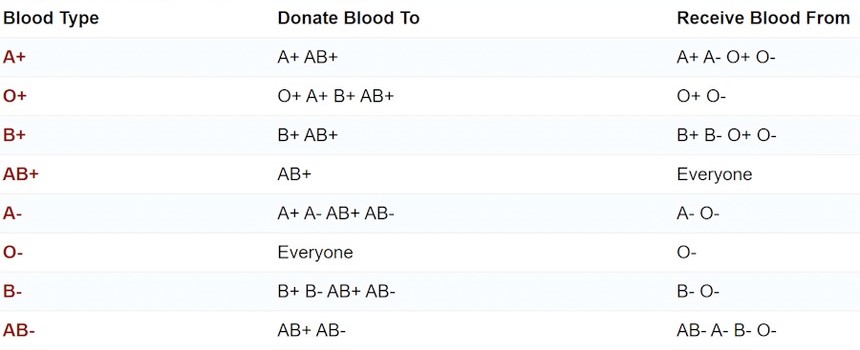 Blood Type Donate Blood To Receive Blood From
A+ A+ AB+ A+ A- O+ O-
O+ O+ A+ B+ AB+ O+ O-
B+ B+ AB+ B+ B- O+ O-
AB+ AB+ Everyone
A- A+ A- AB+ AB- A- O-
O- Everyone O-
B- B+ B- AB+ AB- B- O-
AB- AB+ AB- AB- A- B- O-